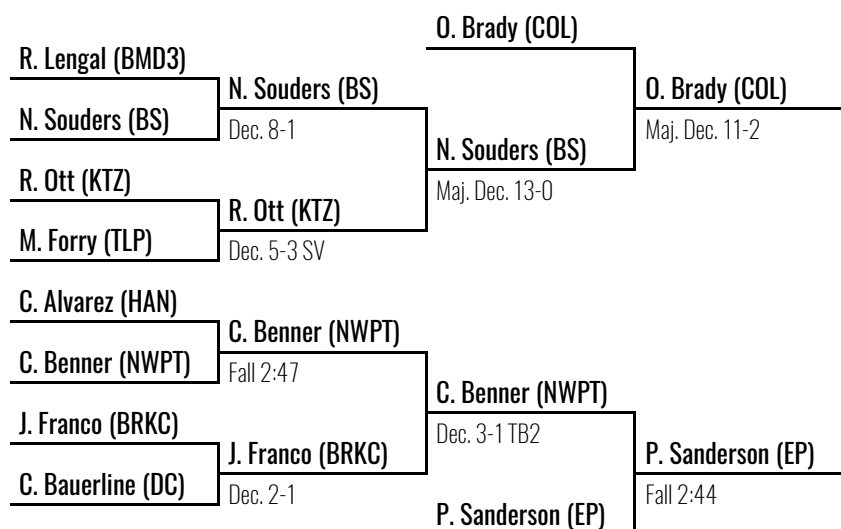 O. Brady (COL)
R. Lengal (BMD3)
N. Souders (BS)
O. Brady (COL)
N. Souders (BS)
Dec. 8-1
Maj. Dec. 11-2
N. Souders (BS)
R. Ott (KTZ)
Maj. Dec. 13-0
R. Ott (KTZ)
M. Forry (TLP)
Dec. 5-3 SV
C. Alvarez (HAN)
C. Benner (NWPT)
C. Benner (NWPT)
Fall 2:47
C. Benner (NWPT)
J. Franco (BRKC)
Dec. 3-1 TB2
J. Franco (BRKC)
P. Sanderson (EP)
C. Bauerline (DC)
Dec. 2-1
Fall 2:44
P. Sanderson (EP)